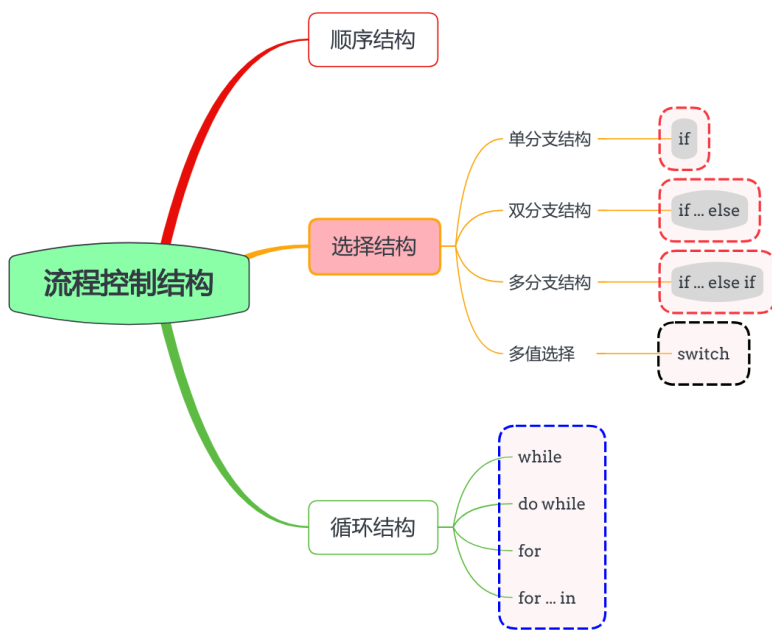 流程控制结构
顺序结构
选择结构
单分支结构
if
双分支结构
if ... else
多分支结构
if ... else if
多值选择
switch
循环结构
while
do while
for
for ... in